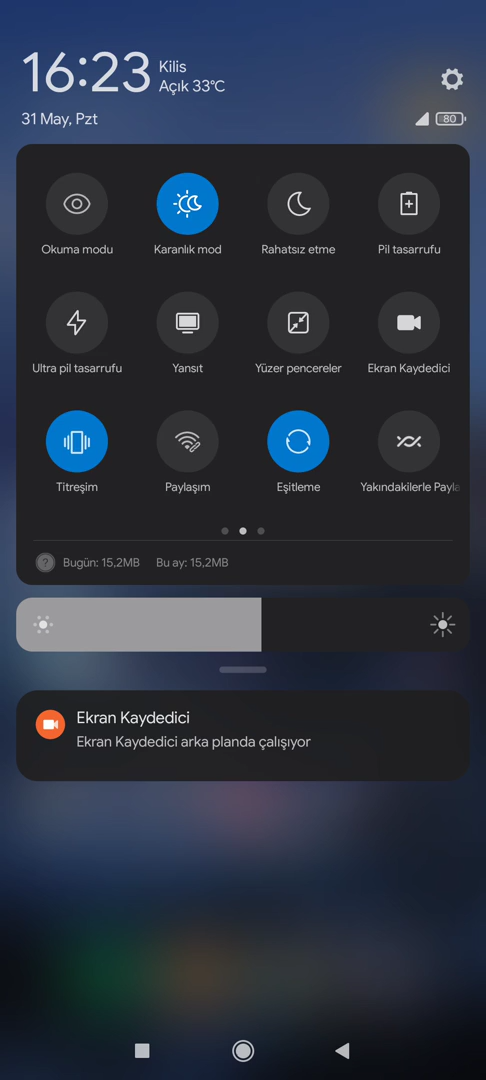 16:23
Kilis
Açık 33°C
31 May, Pzt
80
Okuma modu
Karanlık mod
Rahatsız etme
Pil tasarrufu
Ultra pil tasarrufu
Yansıt
Yüzer pencereler
Ekran Kaydedici
Titreşim
Paylaşım
Eşitleme
Yakındakilerle Payla
? Bugün: 15,2MB Bu ay: 15,2MB
Ekran Kaydedici
Ekran Kaydedici arka planda çalışıyor